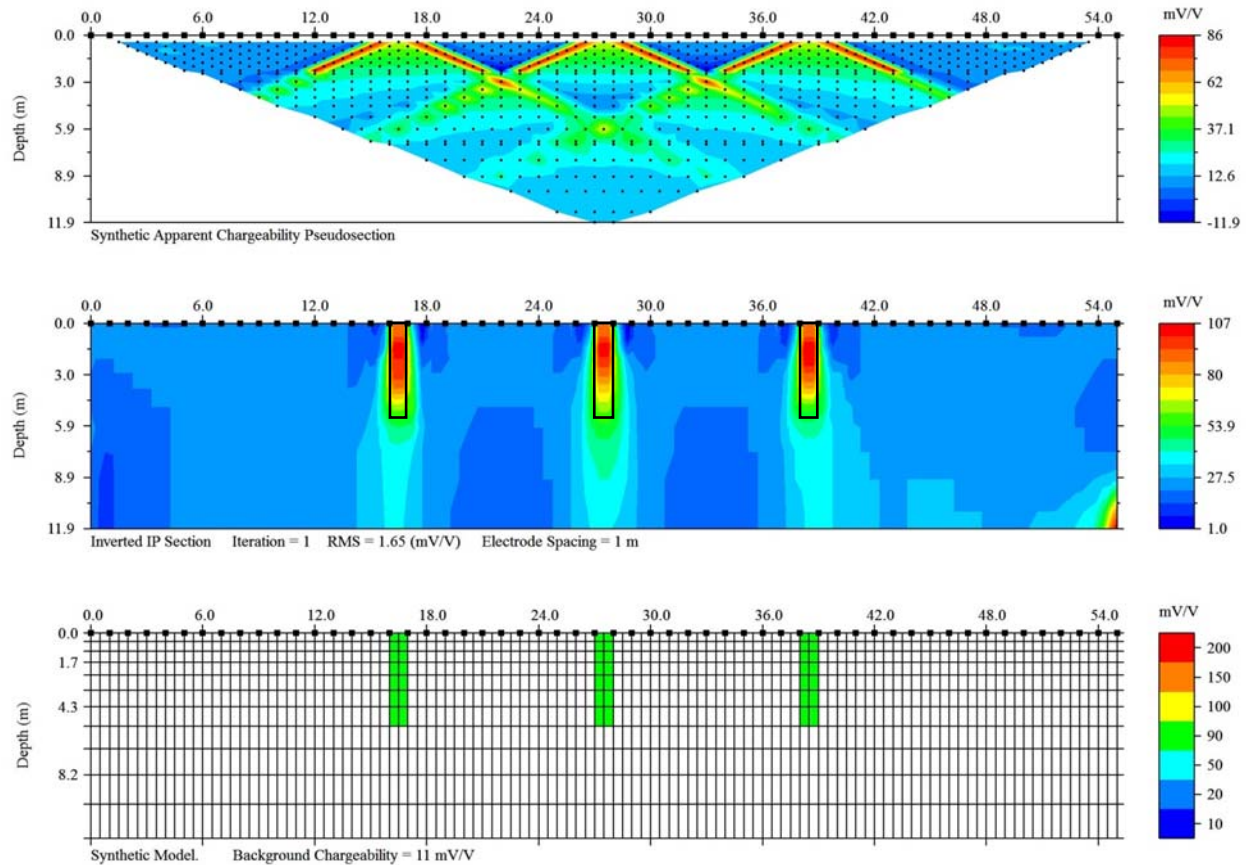 0.0 6.0 12.0 18.0 24.0 30.0 36.0 42.0 48.0 54.0 mV/V
0.0 86
3.0 62
5.9 37.1
8.9 12.6
11.9 -11.9
Depth (m)
Synthetic Apparent Chargeability Pseudosection
0.0 6.0 12.0 18.0 24.0 30.0 36.0 42.0 48.0 54.0 mV/V
0.0 107
3.0 80
5.9 53.9
8.9 27.5
11.9 1.0
Depth (m)
Inverted IP Section Iteration = 1 RMS = 1.65 (mV/V) Electrode Spacing = 1 m
0.0 6.0 12.0 18.0 24.0 30.0 36.0 42.0 48.0 54.0 mV/V
0.0 200
1.7 150
100
4.3 90
50
8.2 20
10
Depth (m)
Synthetic Model. Background Chargeability = 11 mV/V